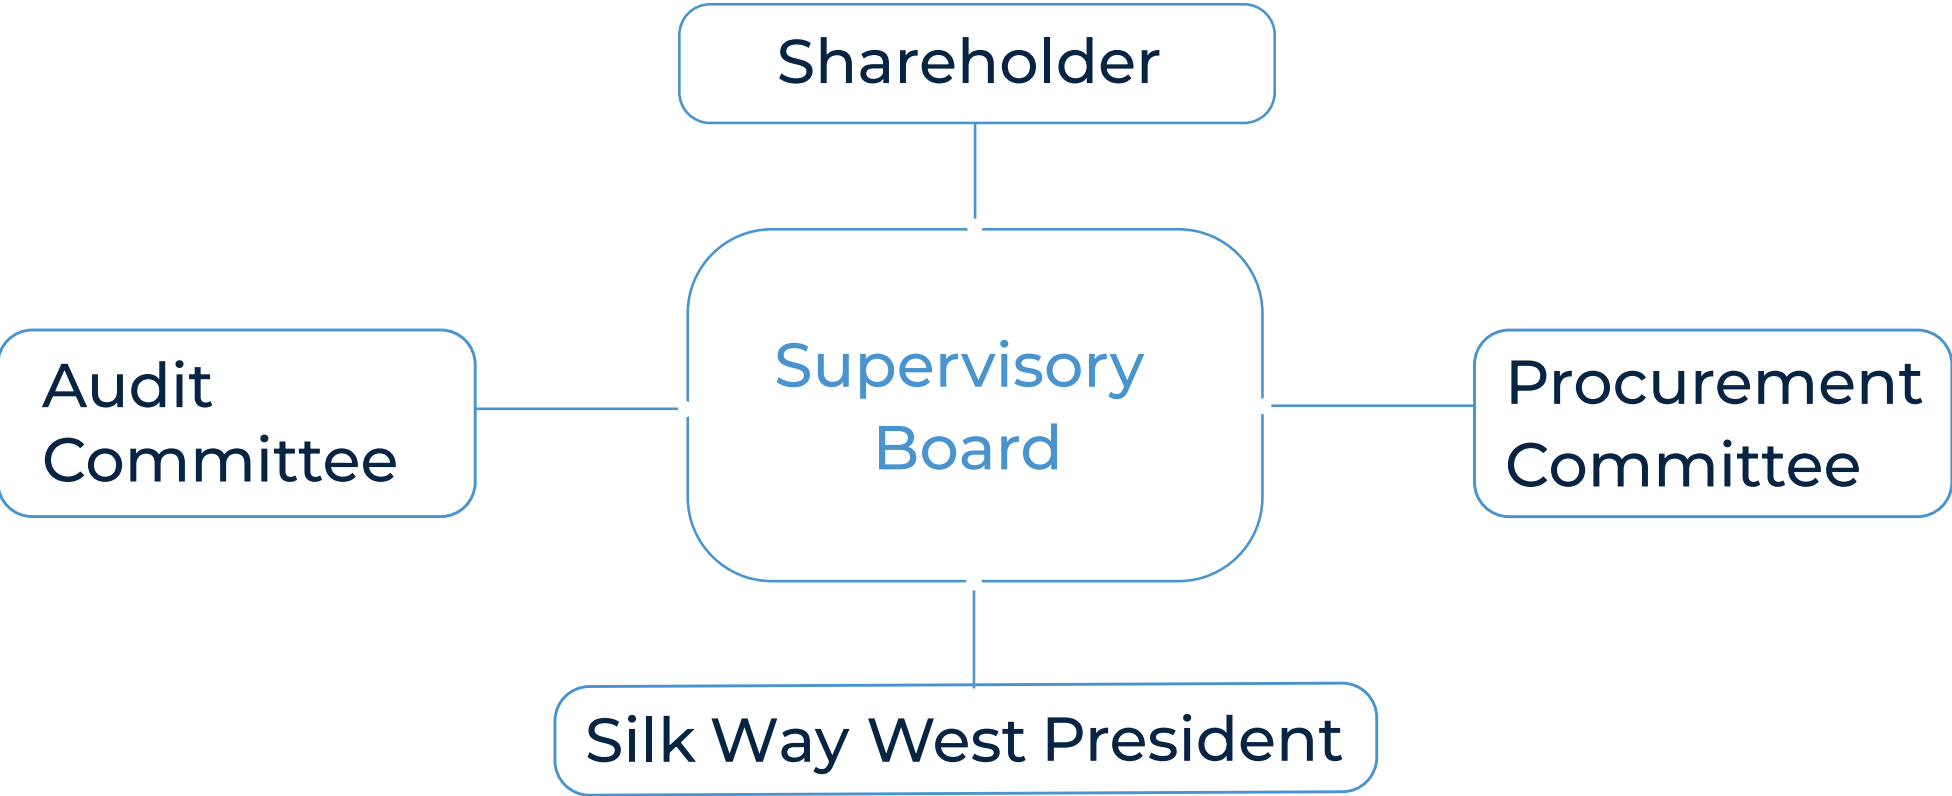 Shareholder
Audit
Committee
Supervisory
Board
Procurement
Committee
Silk Way West President